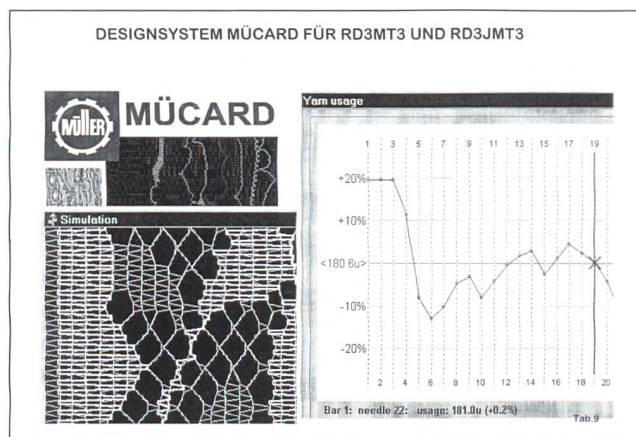 DESIGNSYSTEM MÜCARD FÜR RD3MT3 UND RD3JMT3
MÜLLER
MÜCARD
Simulation
Yarn usage
1 3 5 7 9 11 13 15 17 19
+20%
+10%
<180.6u>
-10%
-20%
2 4 6 8 10 12 14 16 18 20
Bar 1: needle 22: usage: 181.0u (+0.2%)
Tab.9